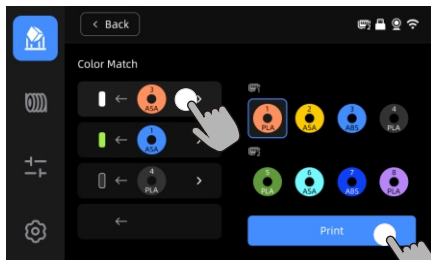 < Back
Color Match
3
ASA
1
ASA
4
PLA
1
PLA
2
ASA
3
ABS
4
PLA
5
PLA
6
ASA
7
ABS
8
PLA
Print